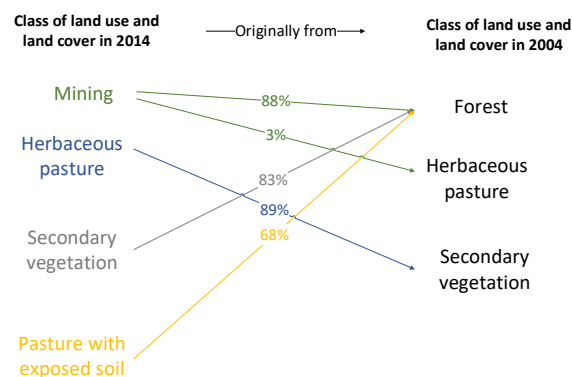 Class of land use and
land cover in 2014
Originally from
Class of land use and
land cover in 2004
Mining
88%
Forest
3%
Herbaceous
pasture
Herbaceous
pasture
83%
89%
Secondary
vegetation
68%
Secondary
vegetation
Pasture with
exposed soil